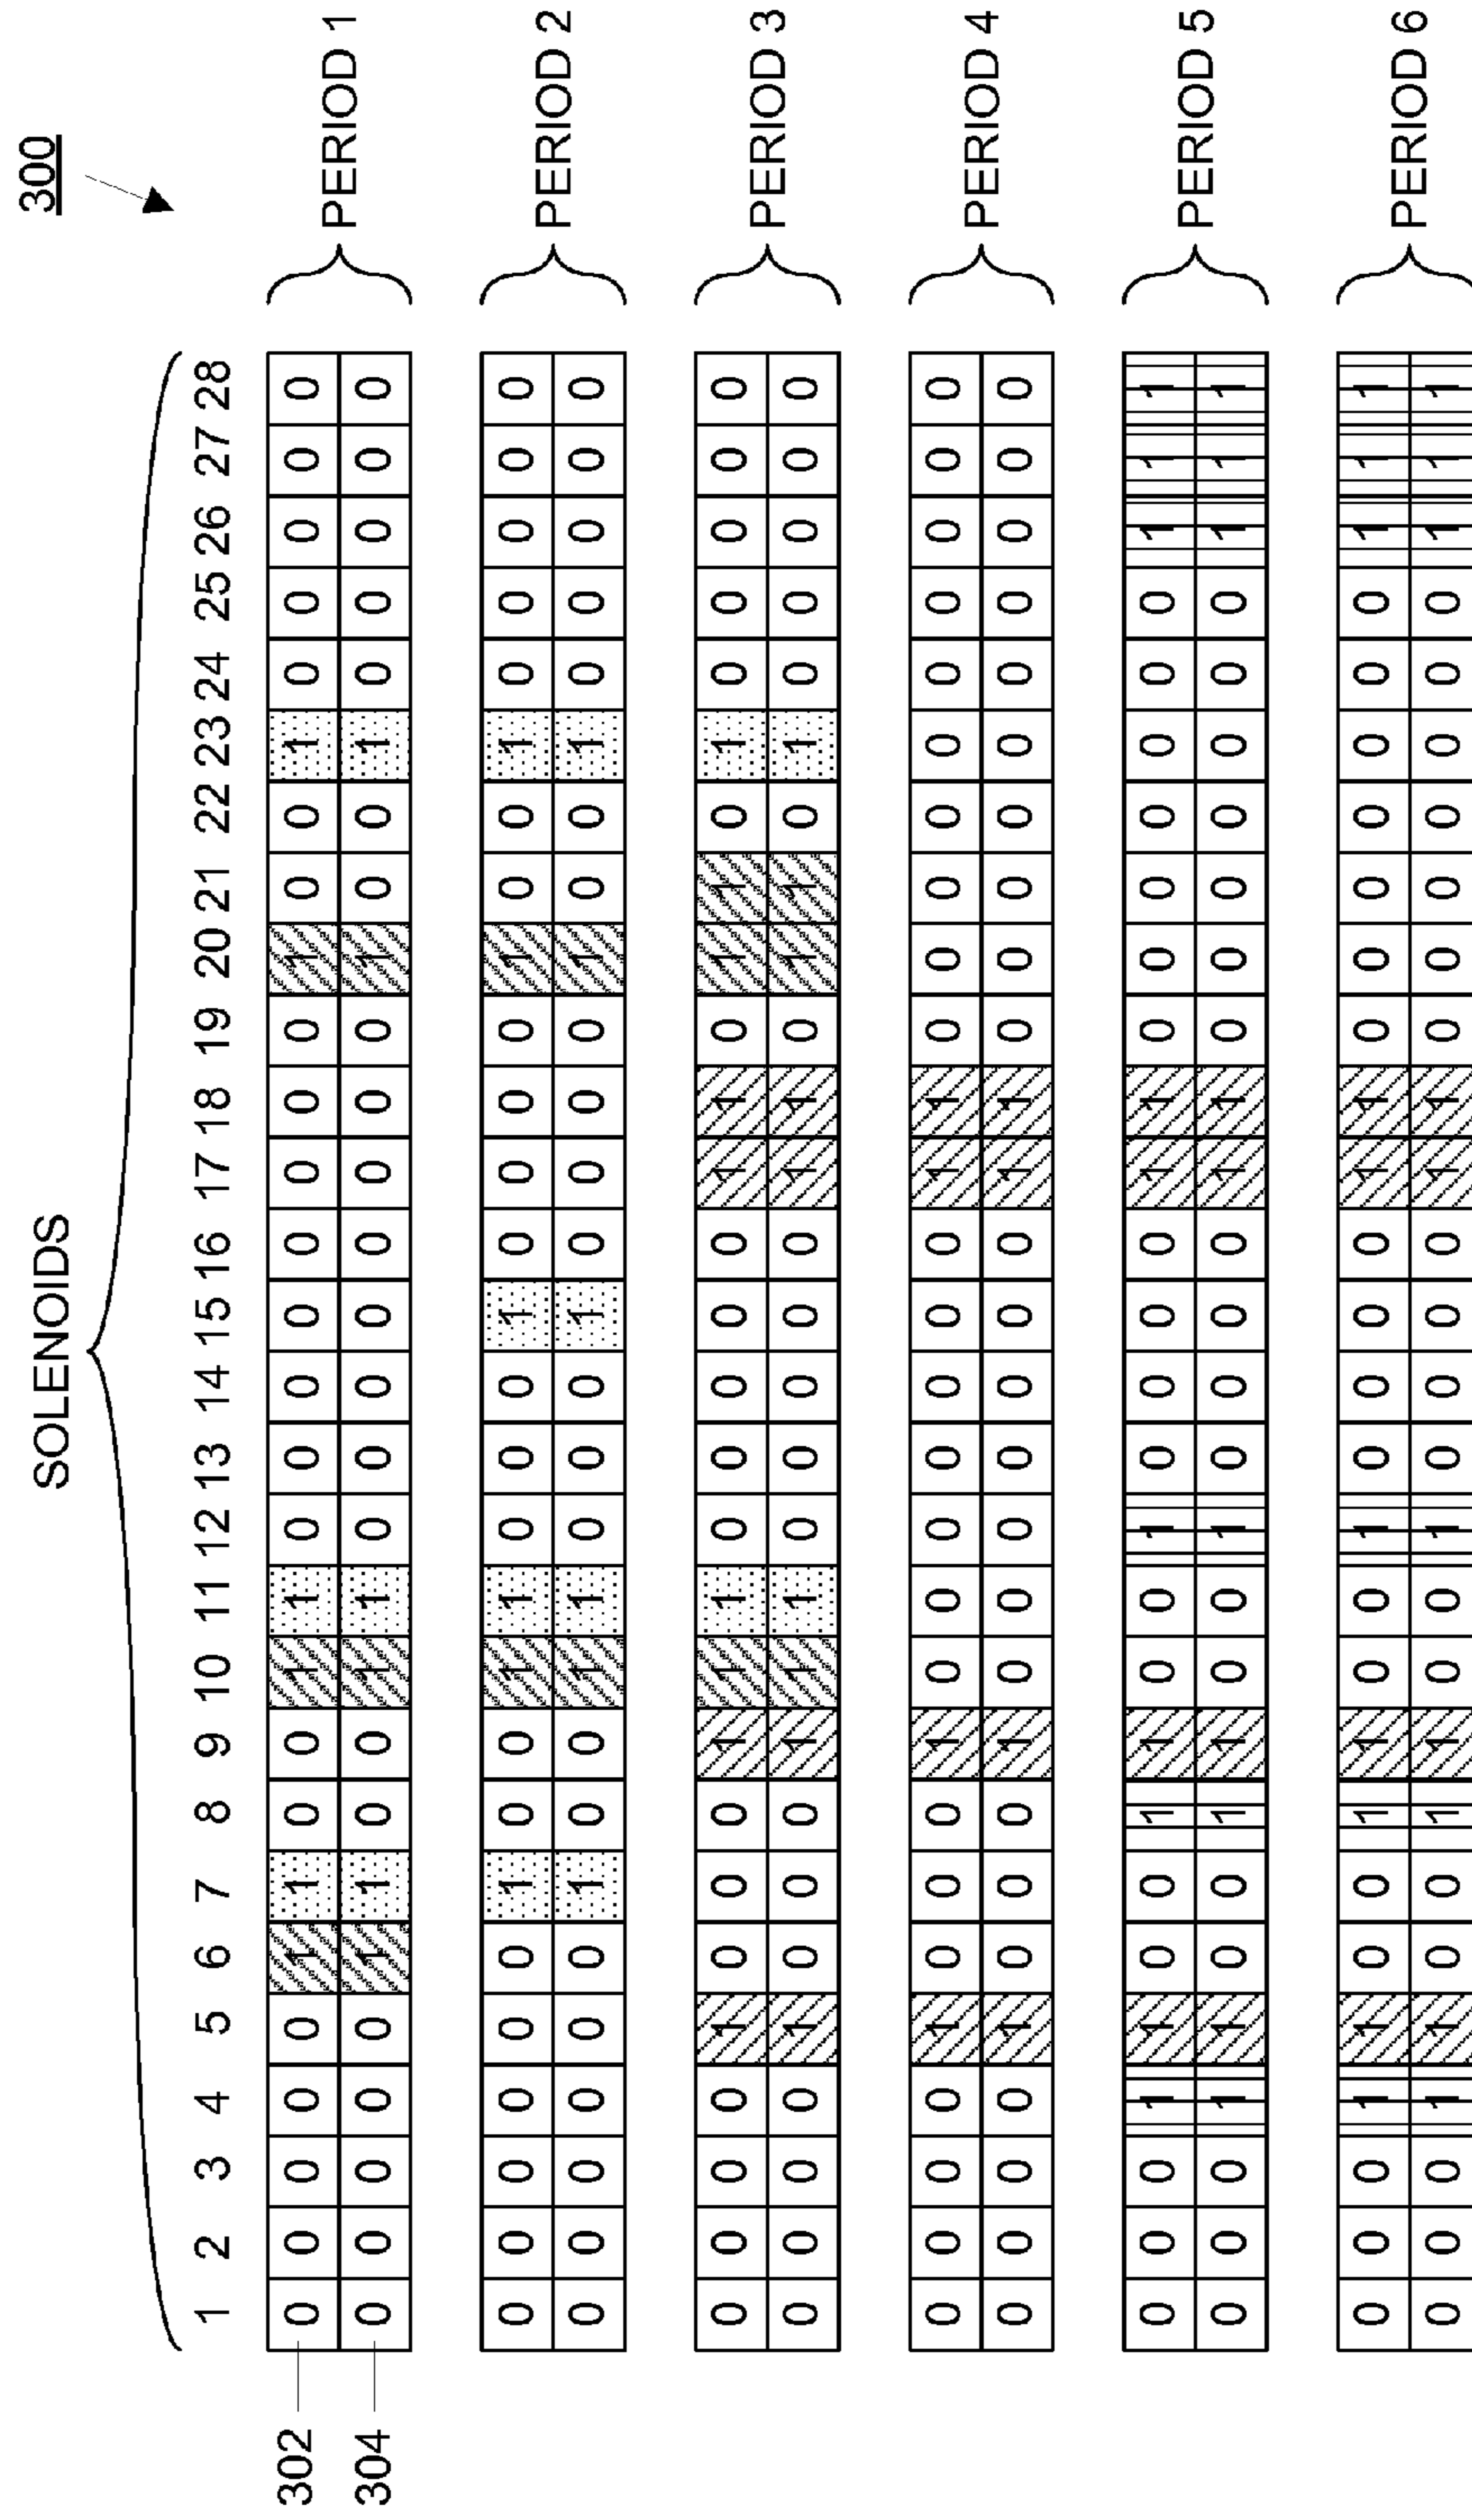 300
SOLENOIDS
1 2 3 4 5 6 7 8 9 10 11 12 13 14 15 16 17 18 19 20 21 22 23 24 25 26 27 28
302 0 0 0 0 0 1 1 0 0 1 1 0 0 0 0 0 0 0 0 1 0 0 1 0 0 0 0 0
PERIOD 1
304 0 0 0 0 0 1 1 0 0 1 1 0 0 0 0 0 0 0 0 1 0 0 1 0 0 0 0 0
0 0 0 0 0 0 1 0 0 1 1 0 0 0 1 0 0 0 0 1 0 0 1 0 0 0 0 0
PERIOD 2
0 0 0 0 0 0 1 0 0 1 1 0 0 0 1 0 0 0 0 1 0 0 1 0 0 0 0 0
0 0 0 0 1 0 0 0 1 1 1 0 0 0 0 0 1 1 0 1 1 0 1 0 0 0 0 0
PERIOD 3
0 0 0 0 1 0 0 0 1 1 1 0 0 0 0 0 1 1 0 1 1 0 1 0 0 0 0 0
0 0 0 0 1 0 0 0 1 0 0 0 0 0 0 0 1 1 0 0 0 0 0 0 0 0 0 0
PERIOD 4
0 0 0 0 1 0 0 0 1 0 0 0 0 0 0 0 1 1 0 0 0 0 0 0 0 0 0 0
0 0 0 1 1 0 0 1 1 0 0 1 0 0 0 0 1 1 0 0 0 0 0 0 0 1 1 1
PERIOD 5
0 0 0 1 1 0 0 1 1 0 0 1 0 0 0 0 1 1 0 0 0 0 0 0 0 1 1 1
0 0 0 1 1 0 0 1 1 0 0 1 0 0 0 0 1 1 0 0 0 0 0 0 0 1 1 1
PERIOD 6
0 0 0 1 1 0 0 1 1 0 0 1 0 0 0 0 1 1 0 0 0 0 0 0 0 1 1 1